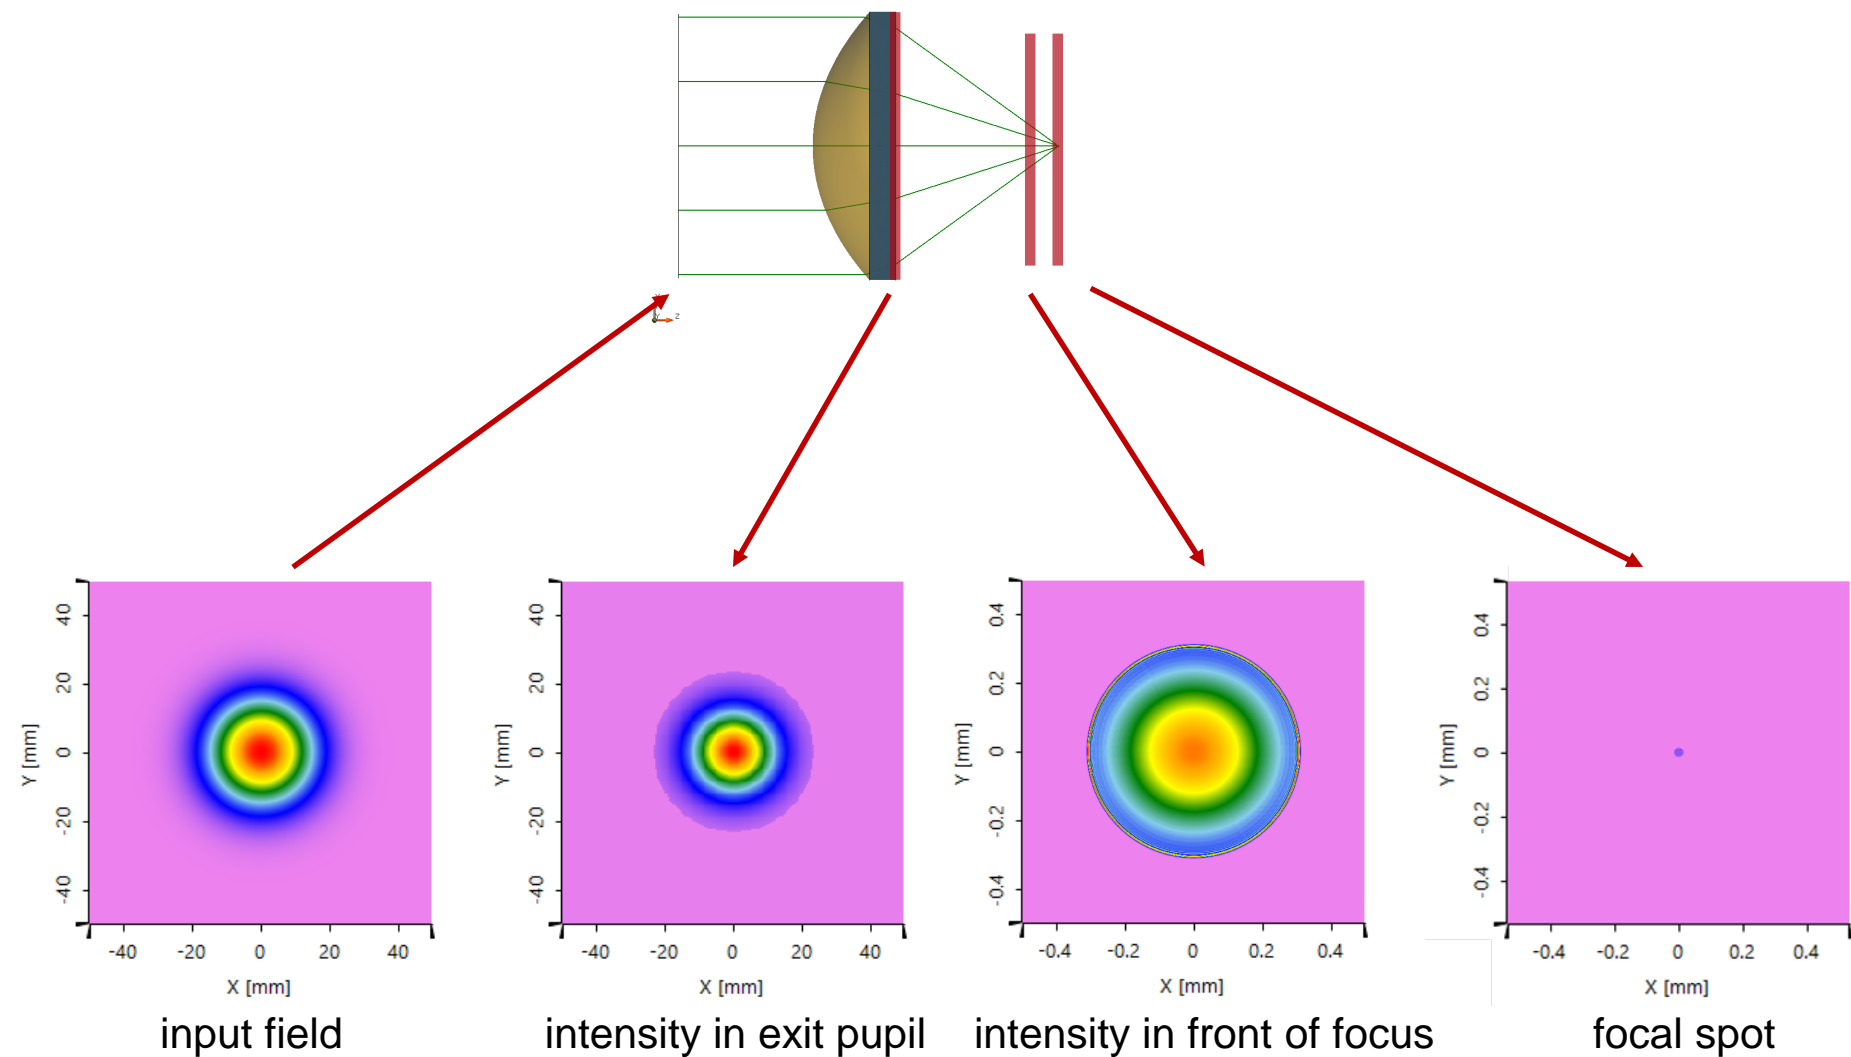 z
40
20
0
-20
-40
Y [mm]
-40 -20 0 20 40
X [mm]
input field
40
20
0
-20
-40
Y [mm]
-40 -20 0 20 40
X [mm]
intensity in exit pupil
0.4
0.2
0
-0.2
-0.4
Y [mm]
-0.4 -0.2 0 0.2 0.4
X [mm]
intensity in front of focus
0.4
0.2
0
-0.2
-0.4
Y [mm]
-0.4 -0.2 0 0.2 0.4
X [mm]
focal spot